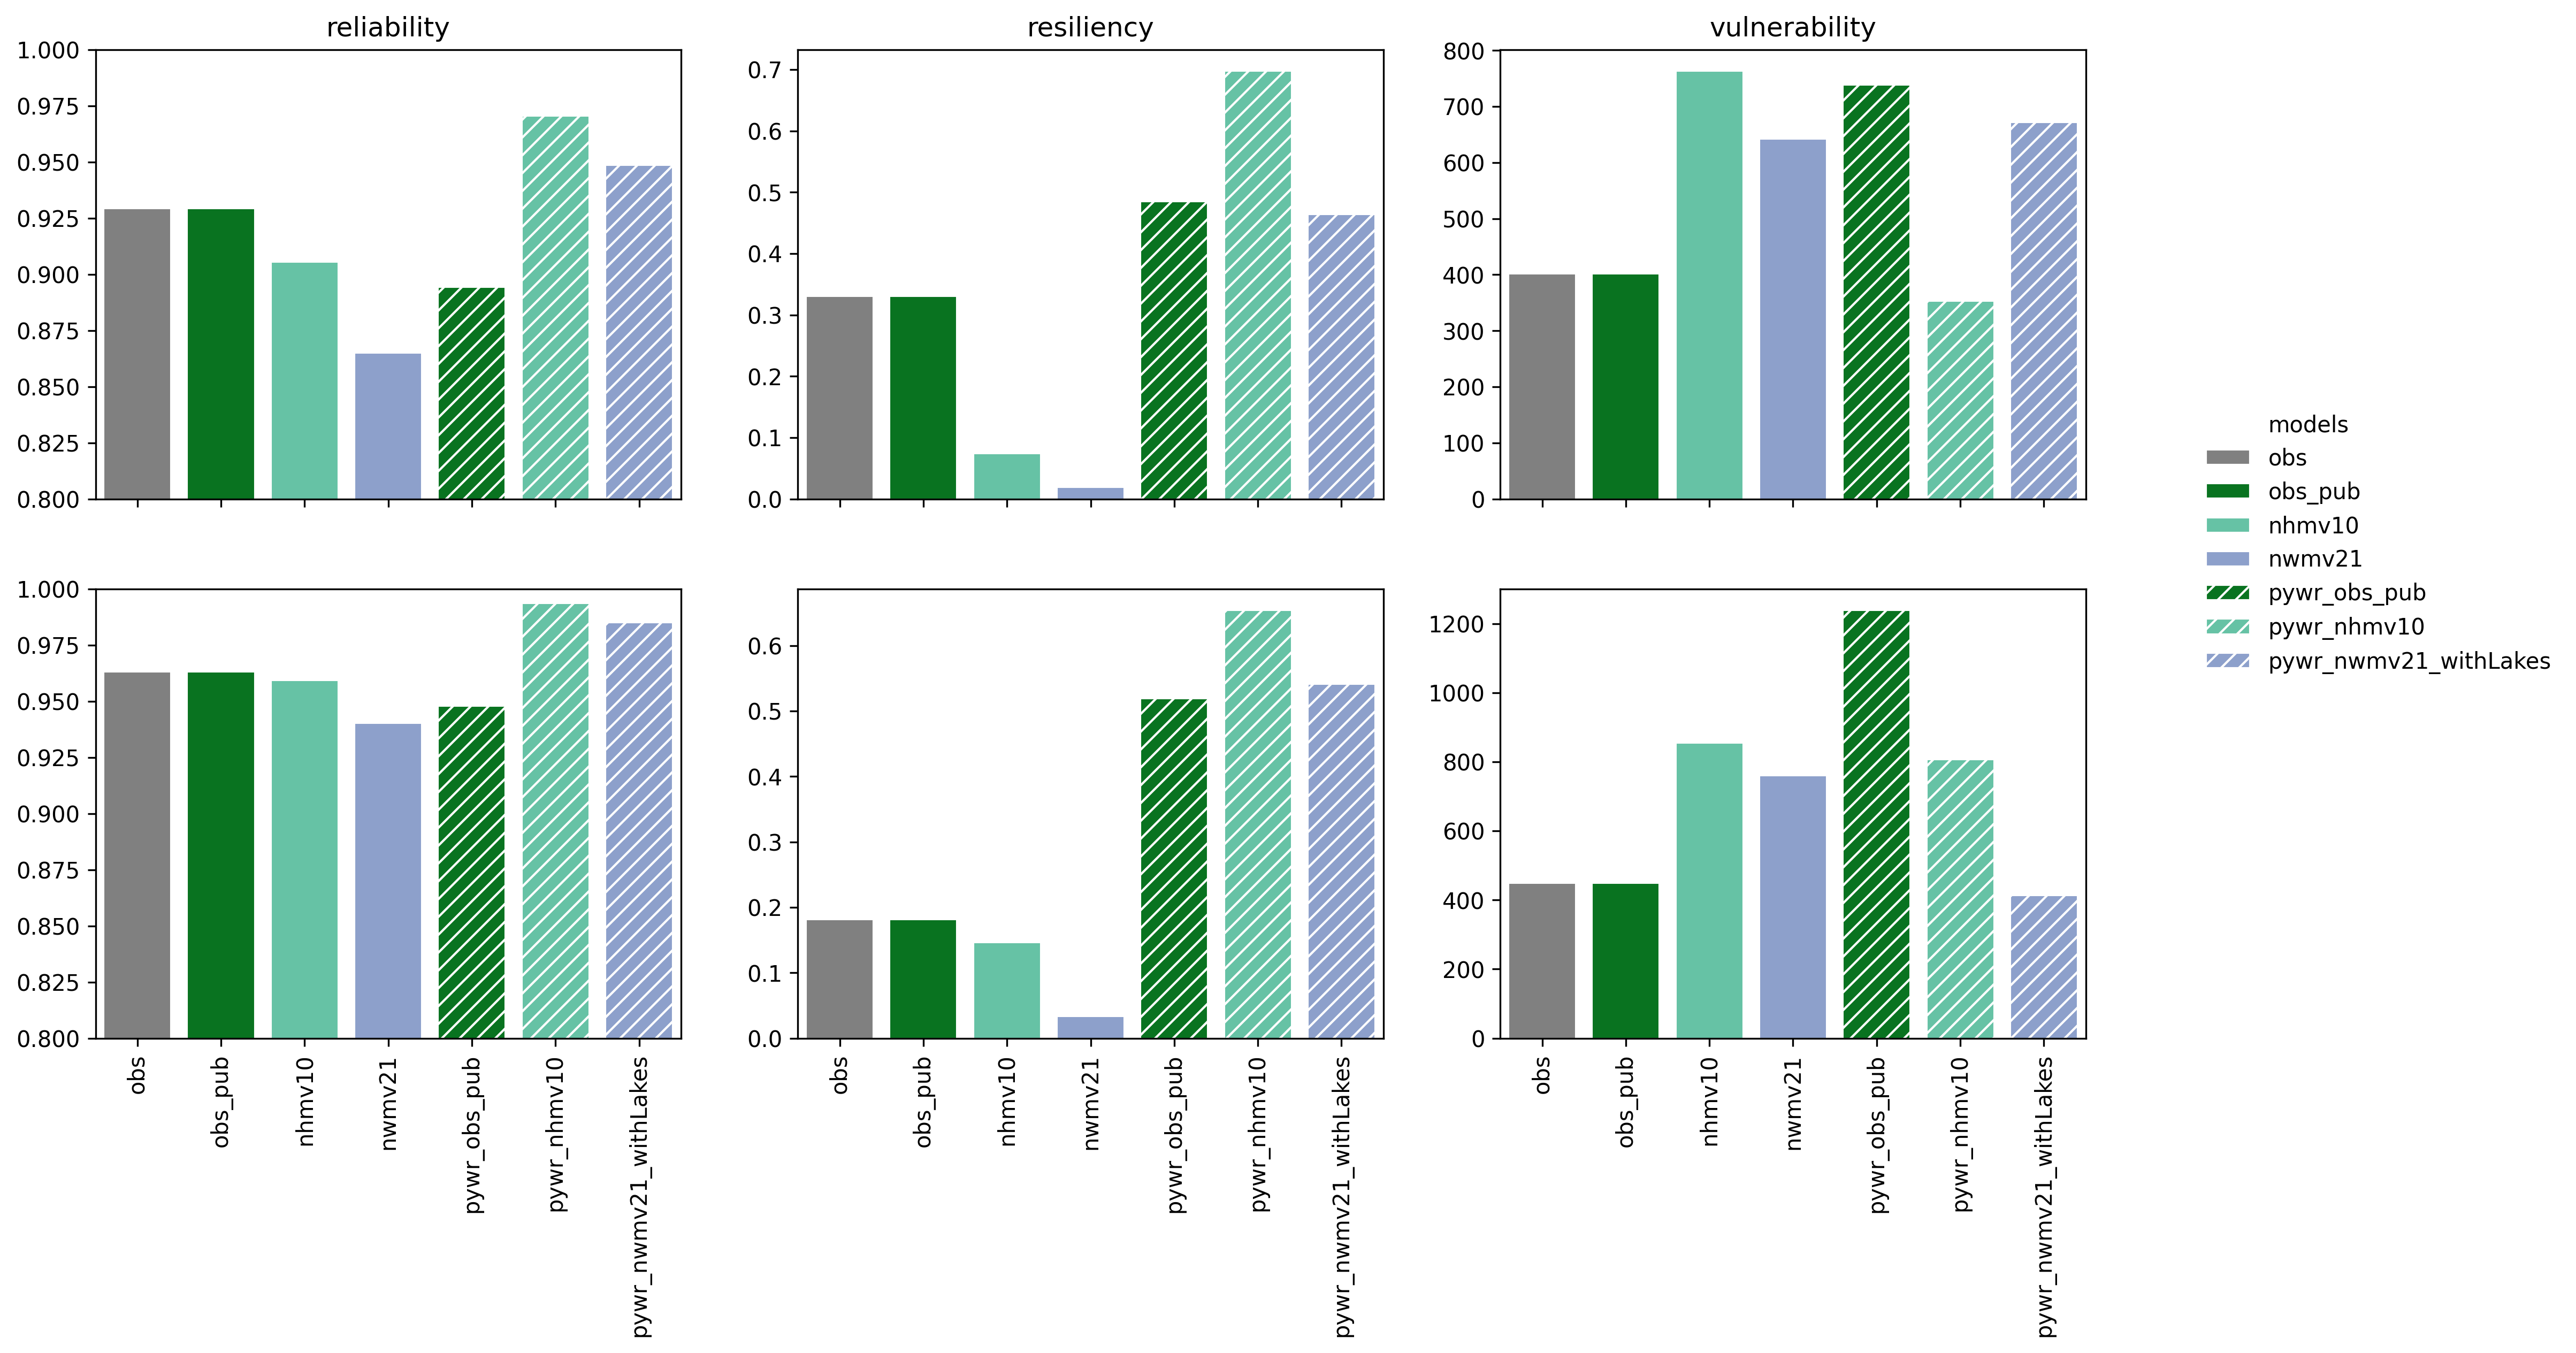 reliability
resiliency
vulnerability
1.000
0.975
0.950
0.925
0.900
0.875
0.850
0.825
0.800
0.7
0.6
0.5
0.4
0.3
0.2
0.1
0.0
800
700
600
500
400
300
200
100
0
1.000
0.975
0.950
0.925
0.900
0.875
0.850
0.825
0.800
obs
obs_pub
nhmv10
nwmv21
pywr_obs_pub
pywr_nhmv10
pywr_nwmv21_withLakes
0.6
0.5
0.4
0.3
0.2
0.1
0.0
obs
obs_pub
nhmv10
nwmv21
pywr_obs_pub
pywr_nhmv10
pywr_nwmv21_withLakes
1200
1000
800
600
400
200
0
obs
obs_pub
nhmv10
nwmv21
pywr_obs_pub
pywr_nhmv10
pywr_nwmv21_withLakes
models
obs
obs_pub
nhmv10
nwmv21
pywr_obs_pub
pywr_nhmv10
pywr_nwmv21_withLakes